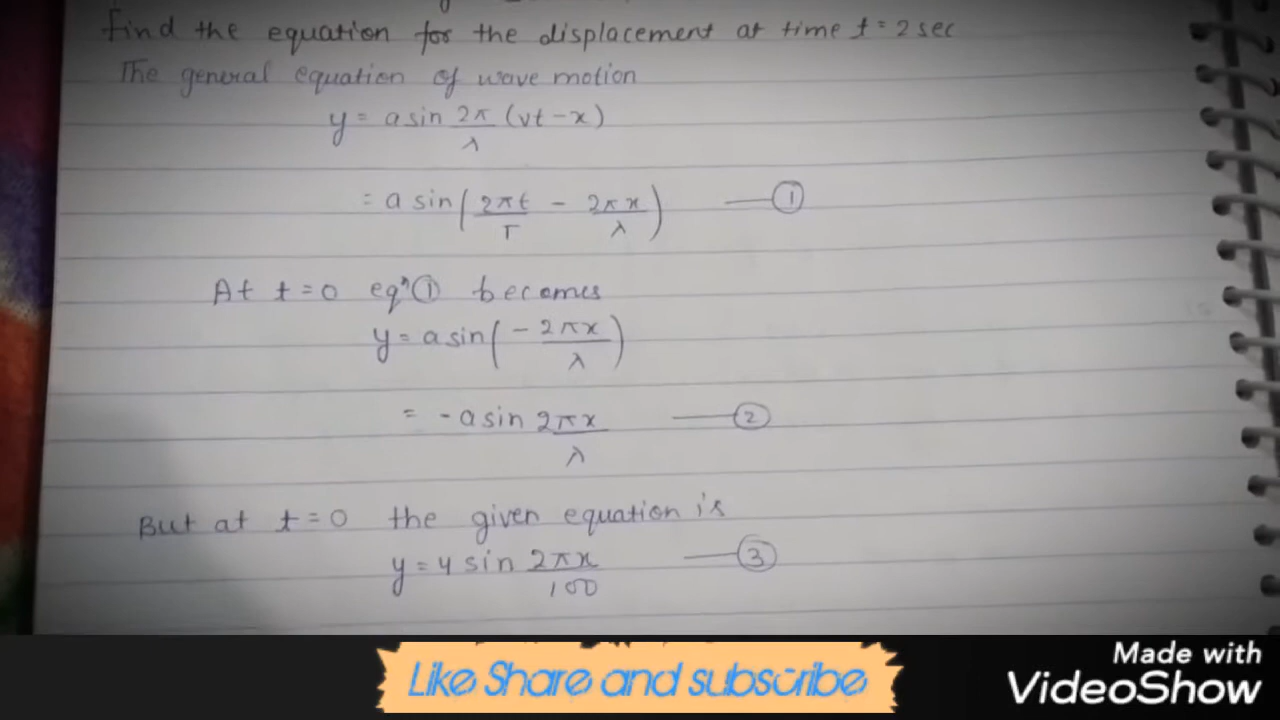 find the equation for the displacement at time t = 2 sec
The general equation of wave motion
y = a sin 2π/λ (vt - x)
= a sin (2πt/T - 2πx/λ) —①
At t = 0 eqⁿ① becomes
y = a sin (- 2πx/λ)
= - a sin 2πx/λ —②
But at t = 0 the given equation is
y = 4 sin 2πx/100 —③
Like Share and subscribe
Made with
VideoShow